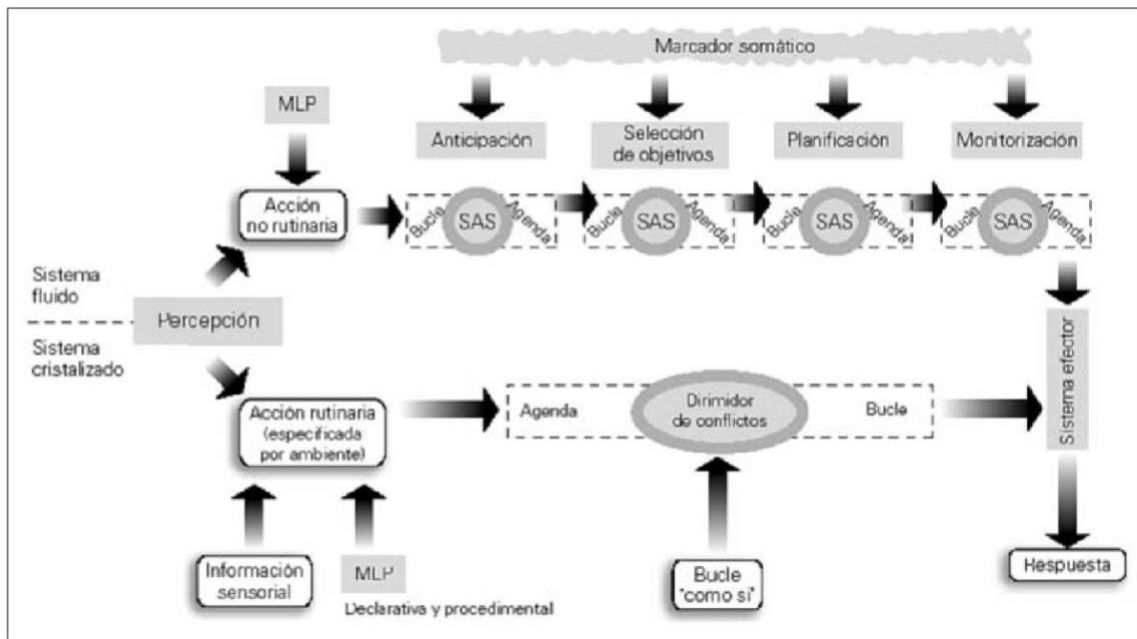 Marcador somático
MLP
Anticipación
Selección
de objetivos
Planificación
Monitorización
Acción
no rutinaria
Bucle
SAS
Agenda
Bucle
SAS
Agenda
Bucle
SAS
Agenda
Bucle
SAS
Agenda
Sistema
fluido
Percepción
Sistema
cristalizado
Acción rutinaria
(especificada
por ambiente)
Agenda
Dirimidor
de conflictos
Bucle
Sistema efector
Información
sensorial
MLP
Declarativa y procedimental
Bucle
"como si"
Respuesta